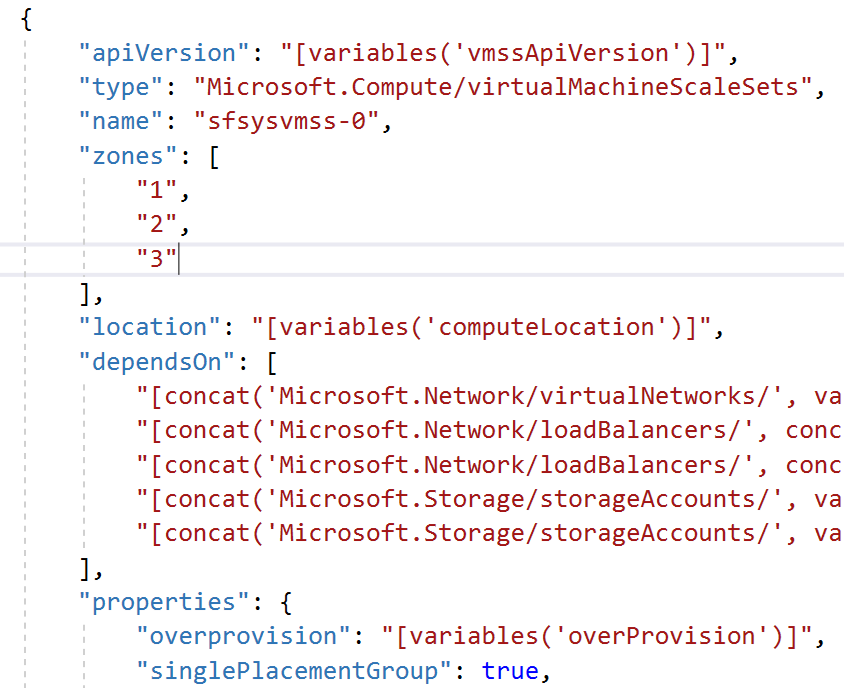 {
"apiVersion": "[variables('vmssApiVersion')]",
"type": "Microsoft.Compute/virtualMachineScaleSets",
"name": "sfsysvmss-0",
"zones": [
"1",
"2",
"3"
],
"location": "[variables('computeLocation')]",
"dependsOn": [
"[concat('Microsoft.Network/virtualNetworks/', va
"[concat('Microsoft.Network/loadBalancers/', conc
"[concat('Microsoft.Network/loadBalancers/', conc
"[concat('Microsoft.Storage/storageAccounts/', va
"[concat('Microsoft.Storage/storageAccounts/', va
],
"properties": {
"overprovision": "[variables('overProvision')]",
"singlePlacementGroup": true,